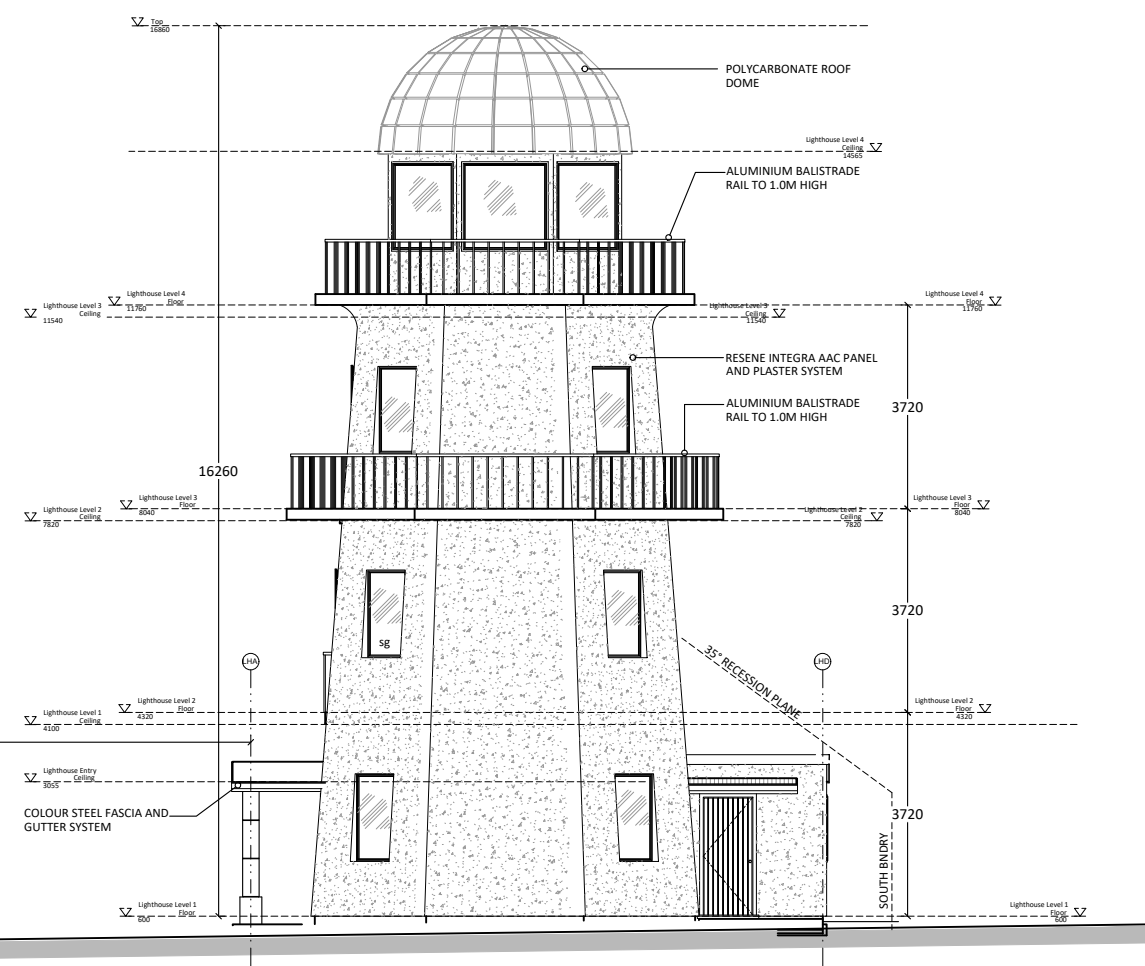 Top
16860
POLYCARBONATE ROOF
DOME
Lighthouse Level 4
Ceiling
14565
ALUMINIUM BALISTRADE
RAIL TO 1.0M HIGH
Lighthouse Level 3
Ceiling
11540
Lighthouse Level 4
Floor
11760
Lighthouse Level 3
Ceiling
11540
Lighthouse Level 4
Floor
11760
RESENE INTEGRA AAC PANEL
AND PLASTER SYSTEM
ALUMINIUM BALISTRADE
RAIL TO 1.0M HIGH
3720
16260
Lighthouse Level 2
Ceiling
7820
Lighthouse Level 3
Floor
8040
Lighthouse Level 2
Ceiling
7820
Lighthouse Level 3
Floor
8040
3720
sg
35° RECESSION PLANE
LHA
LHD
Lighthouse Level 1
Ceiling
4100
Lighthouse Level 2
Floor
4320
Lighthouse Level 2
Floor
4320
Lighthouse Entry
Ceiling
3055
COLOUR STEEL FASCIA AND
GUTTER SYSTEM
3720
SOUTH BNDRY
Lighthouse Level 1
Floor
600
Lighthouse Level 1
Floor
600